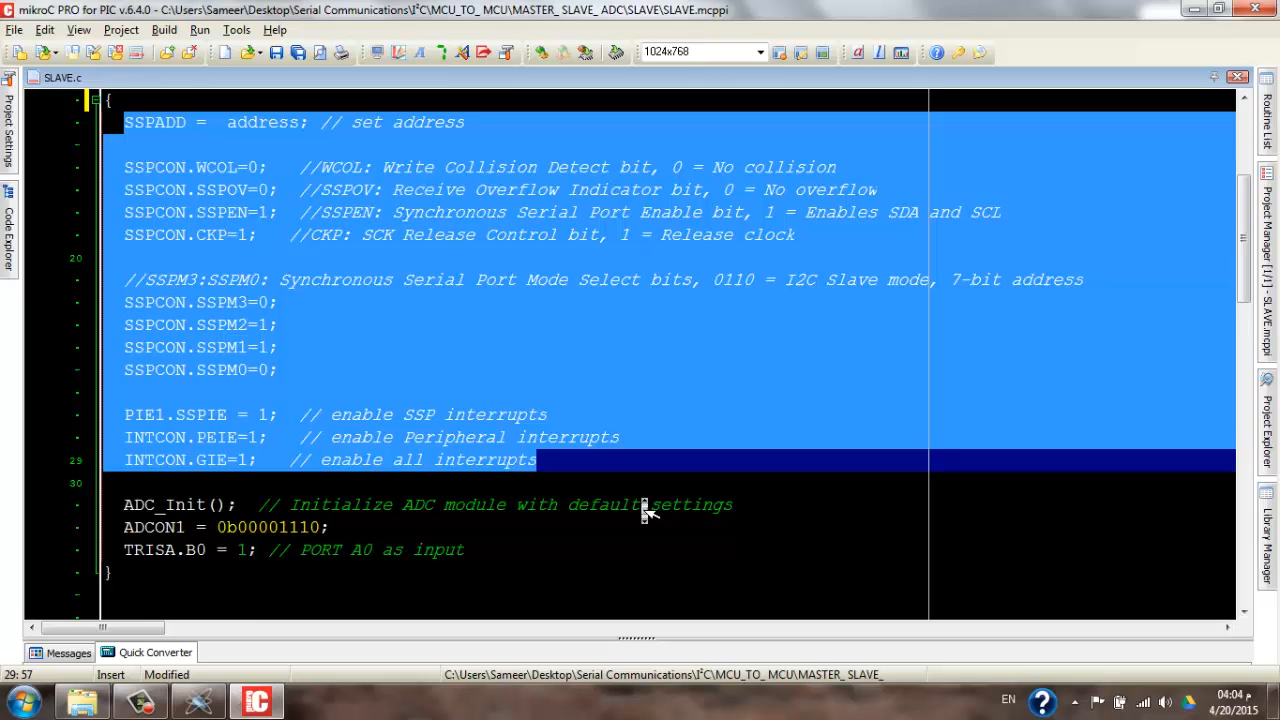 mikroC PRO for PIC v.6.4.0 - C:\Users\Sameer\Desktop\Serial Communications\I²C\MCU_TO_ MCU\MASTER_ SLAVE_ ADC\SLAVE\SLAVE.mcppi
File Edit View Project Build Run Tools Help
1024x768
SLAVE.c
Project Settings
Code Explorer
{
SSPADD =  address; // set address
SSPCON.WCOL=0;   //WCOL: Write Collision Detect bit, 0 = No collision
SSPCON.SSPOV=0;  //SSPOV: Receive Overflow Indicator bit, 0 = No overflow
SSPCON.SSPEN=1;  //SSPEN: Synchronous Serial Port Enable bit, 1 = Enables SDA and SCL
SSPCON.CKP=1;   //CKP: SCK Release Control bit, 1 = Release clock
20
//SSPM3:SSPM0: Synchronous Serial Port Mode Select bits, 0110 = I2C Slave mode, 7-bit address
SSPCON.SSPM3=0;
SSPCON.SSPM2=1;
SSPCON.SSPM1=1;
SSPCON.SSPM0=0;
PIE1.SSPIE = 1;  // enable SSP interrupts
INTCON.PEIE=1;   // enable Peripheral interrupts
29 INTCON.GIE=1;   // enable all interrupts
30
ADC_Init();  // Initialize ADC module with default settings
ADCON1 = 0b00001110;
TRISA.B0 = 1; // PORT A0 as input
}
Routine List
Project Manager [1/1] - SLAVE.mcppi
Project Explorer
Library Manager
Messages Quick Converter
29:57 Insert Modified C:\Users\Sameer\Desktop\Serial Communications\I²C\MCU_TO_ MCU\MASTER_ SLAVE_
EN
04:04 م
4/20/2015